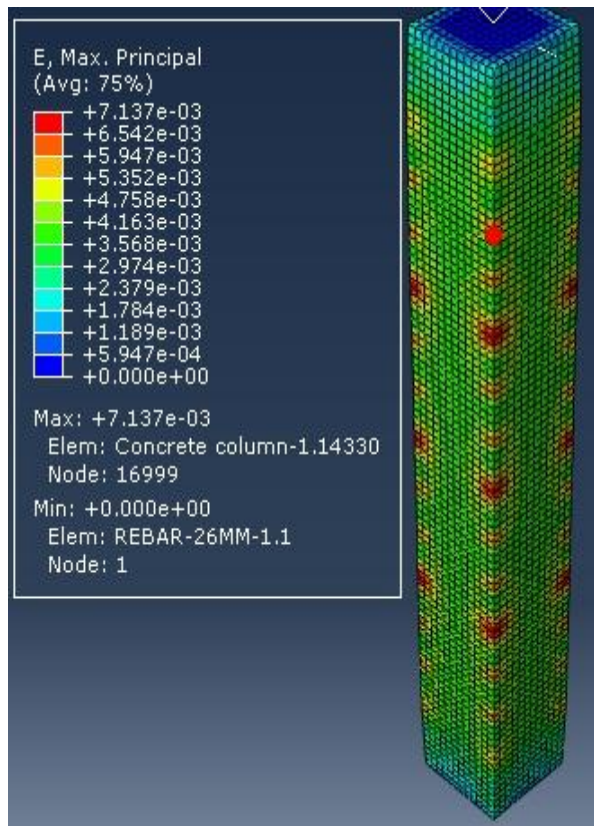 E, Max. Principal
(Avg: 75%)
+7.137e-03
+6.542e-03
+5.947e-03
+5.352e-03
+4.758e-03
+4.163e-03
+3.568e-03
+2.974e-03
+2.379e-03
+1.784e-03
+1.189e-03
+5.947e-04
+0.000e+00
Max: +7.137e-03
Elem: Concrete column-1.14330
Node: 16999
Min: +0.000e+00
Elem: REBAR-26MM-1.1
Node: 1